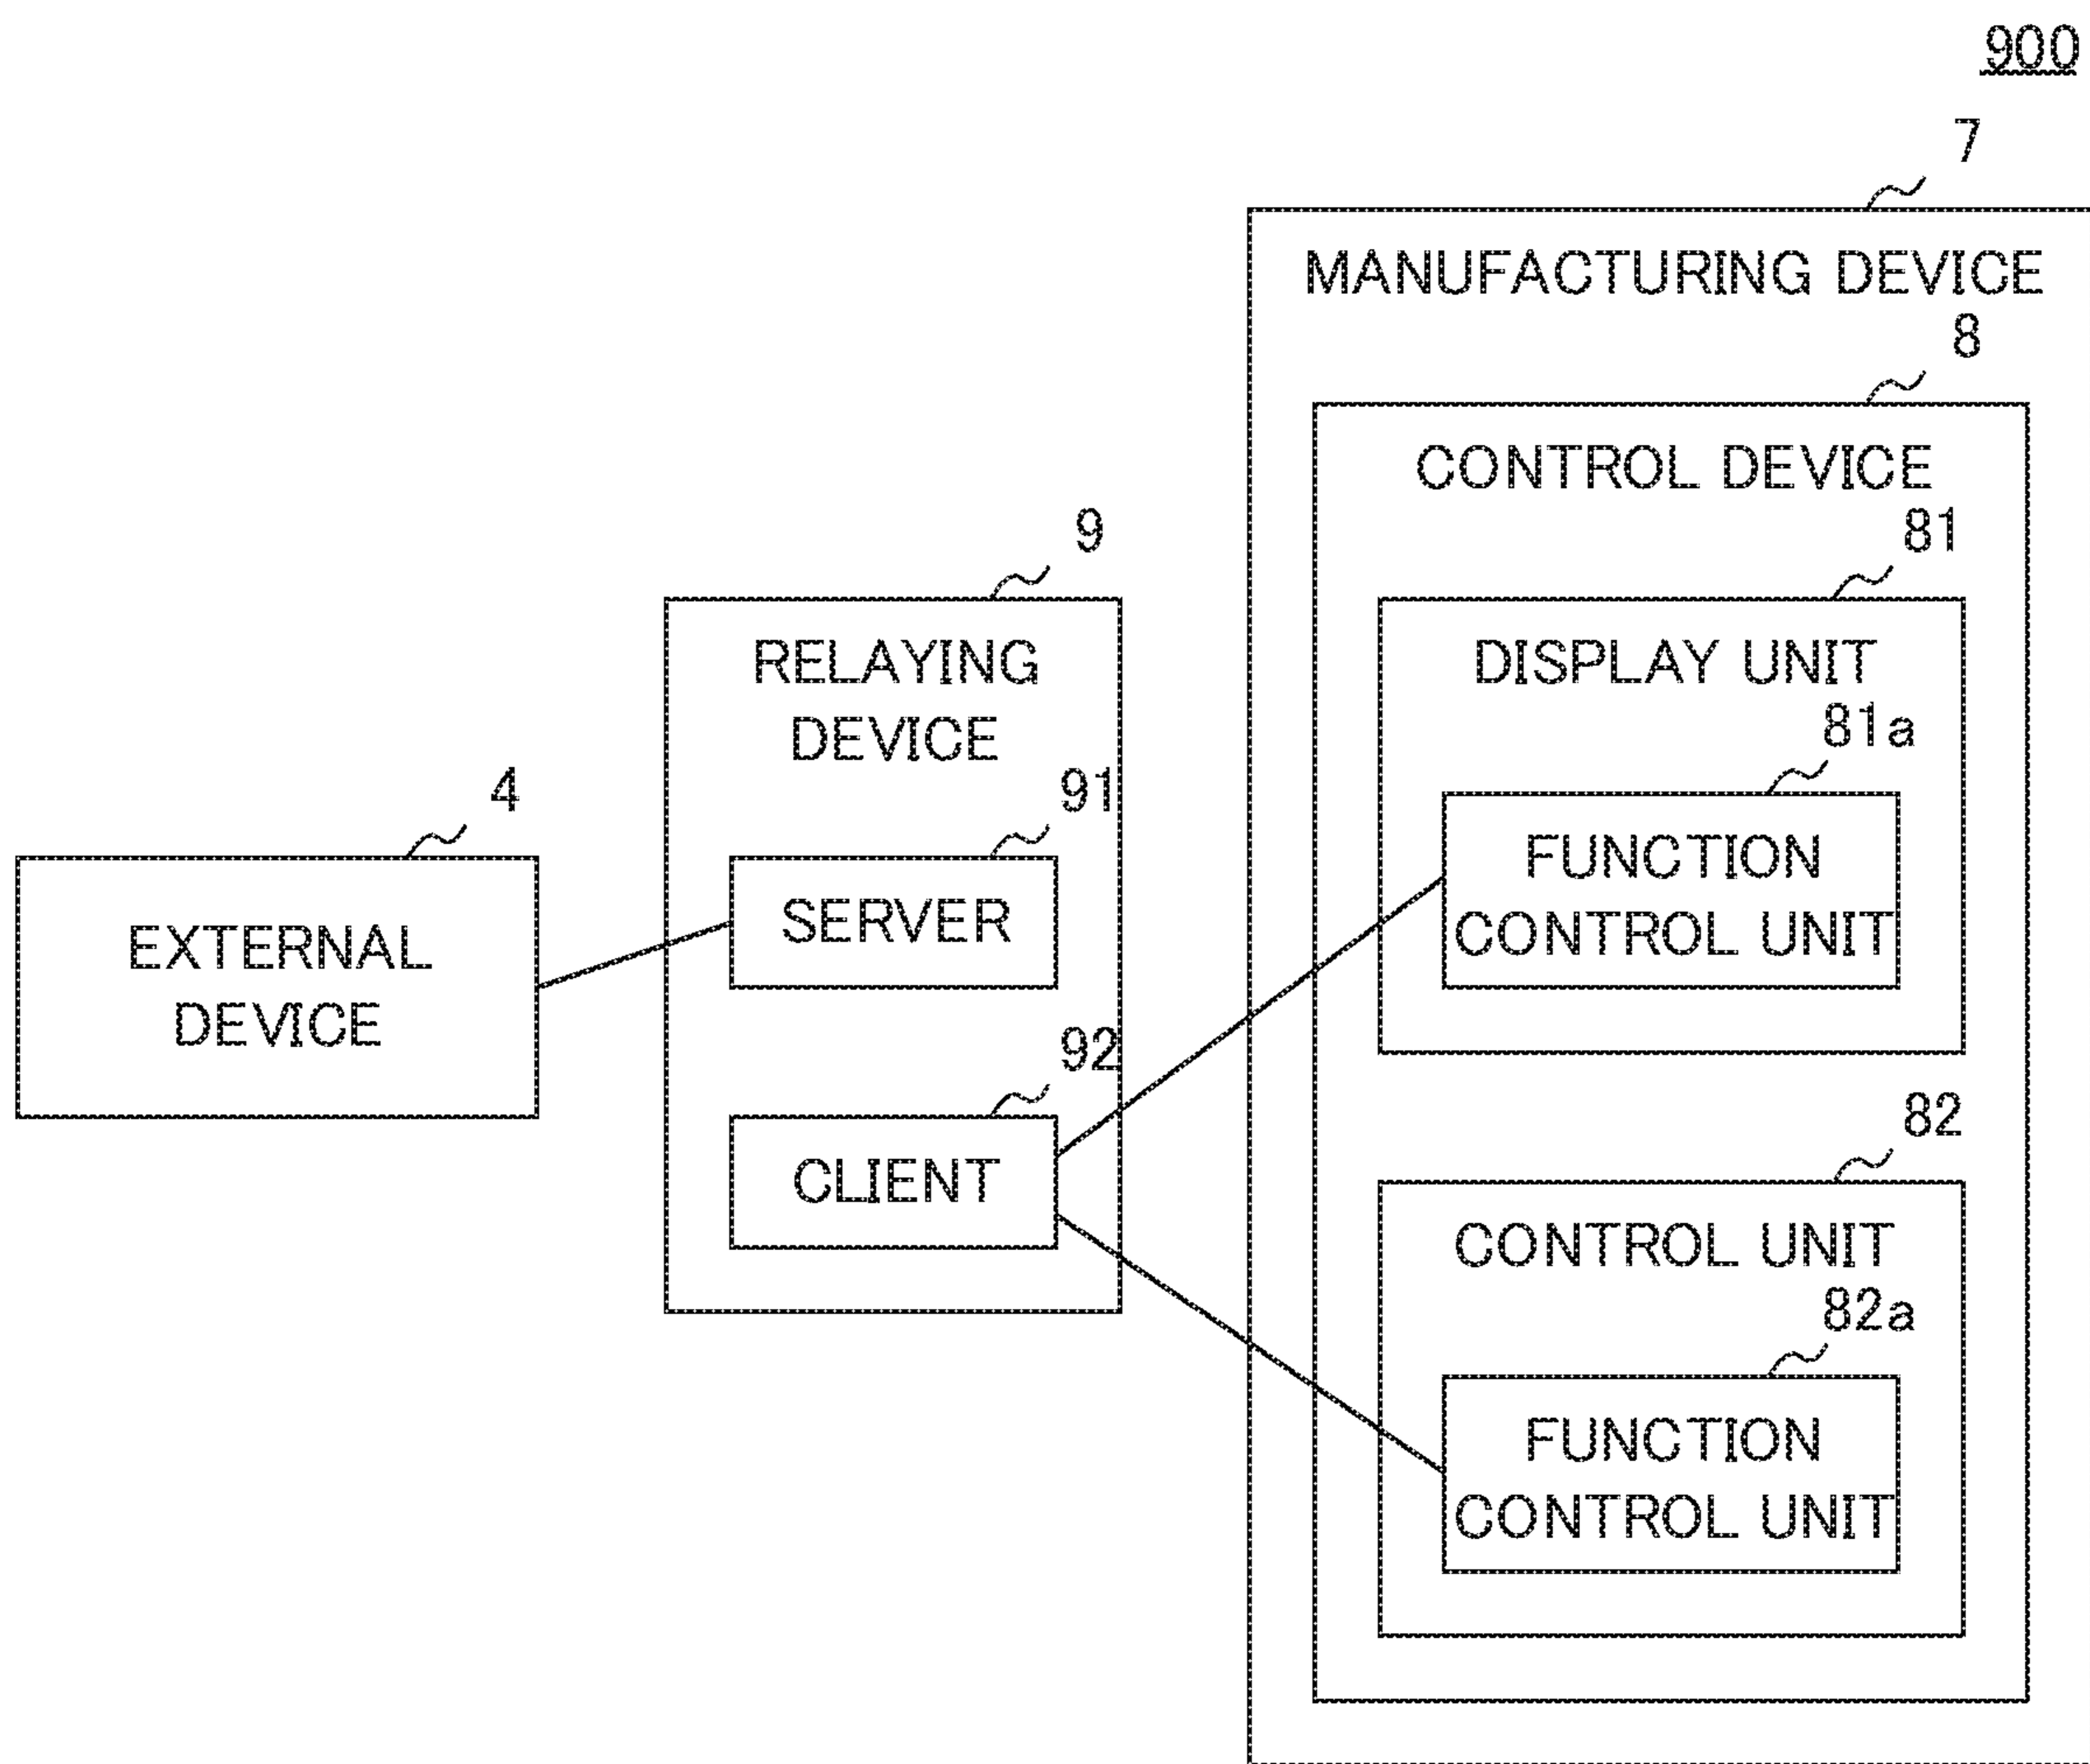 900
7
MANUFACTURING DEVICE
8
CONTROL DEVICE
9
81
RELAYING
DEVICE
DISPLAY UNIT
81a
4
91
EXTERNAL
DEVICE
SERVER
FUNCTION
CONTROL UNIT
92
CLIENT
82
CONTROL UNIT
82a
FUNCTION
CONTROL UNIT